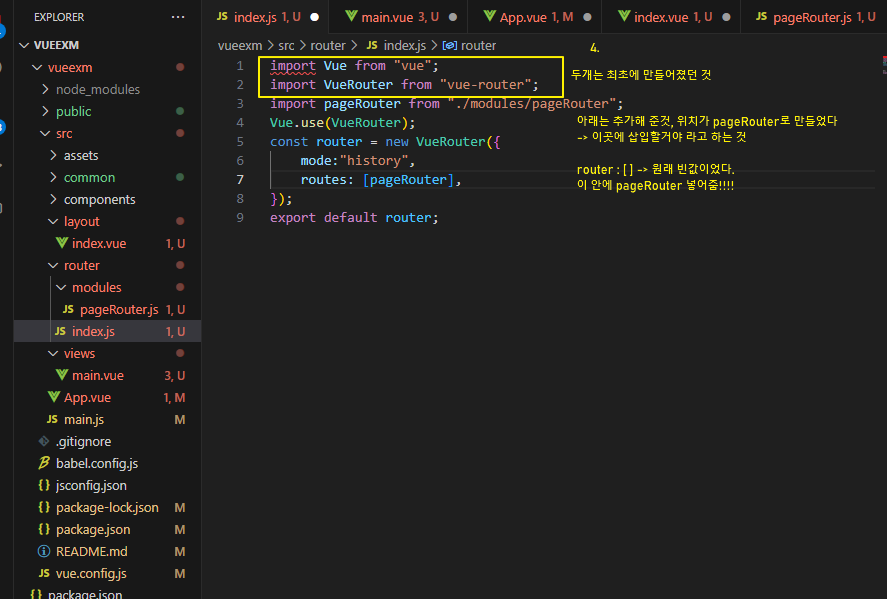 EXPLORER
VUEEXM
vueexm
node_modules
public
src
assets
common
components
layout
index.vue 1, U
router
modules
pageRouter.js 1, U
index.js 1, U
views
main.vue 3, U
App.vue 1, M
main.js M
.gitignore
babel.config.js
jsconfig.json
package-lock.json M
package.json M
README.md M
vue.config.js M
package.json
index.js 1, U main.vue 3, U App.vue 1, M index.vue 1, U pageRouter.js 1, U
vueexm > src > router > JS index.js > router
4.
1 import Vue from "vue";
2 import VueRouter from "vue-router";
3 import pageRouter from "./modules/pageRouter";
4 Vue.use(VueRouter);
5 const router = new VueRouter({
6 mode:"history",
7 routes: [pageRouter],
8 });
9 export default router;
두개는 최초에 만들어졌던 것
아래는 추가해 준것, 위치가 pageRouter로 만들었다
-> 이곳에 삽입할거야 라고 하는 것
router : [ ] -> 원래 빈값이었다.
이 안에 pageRouter 넣어줌!!!!